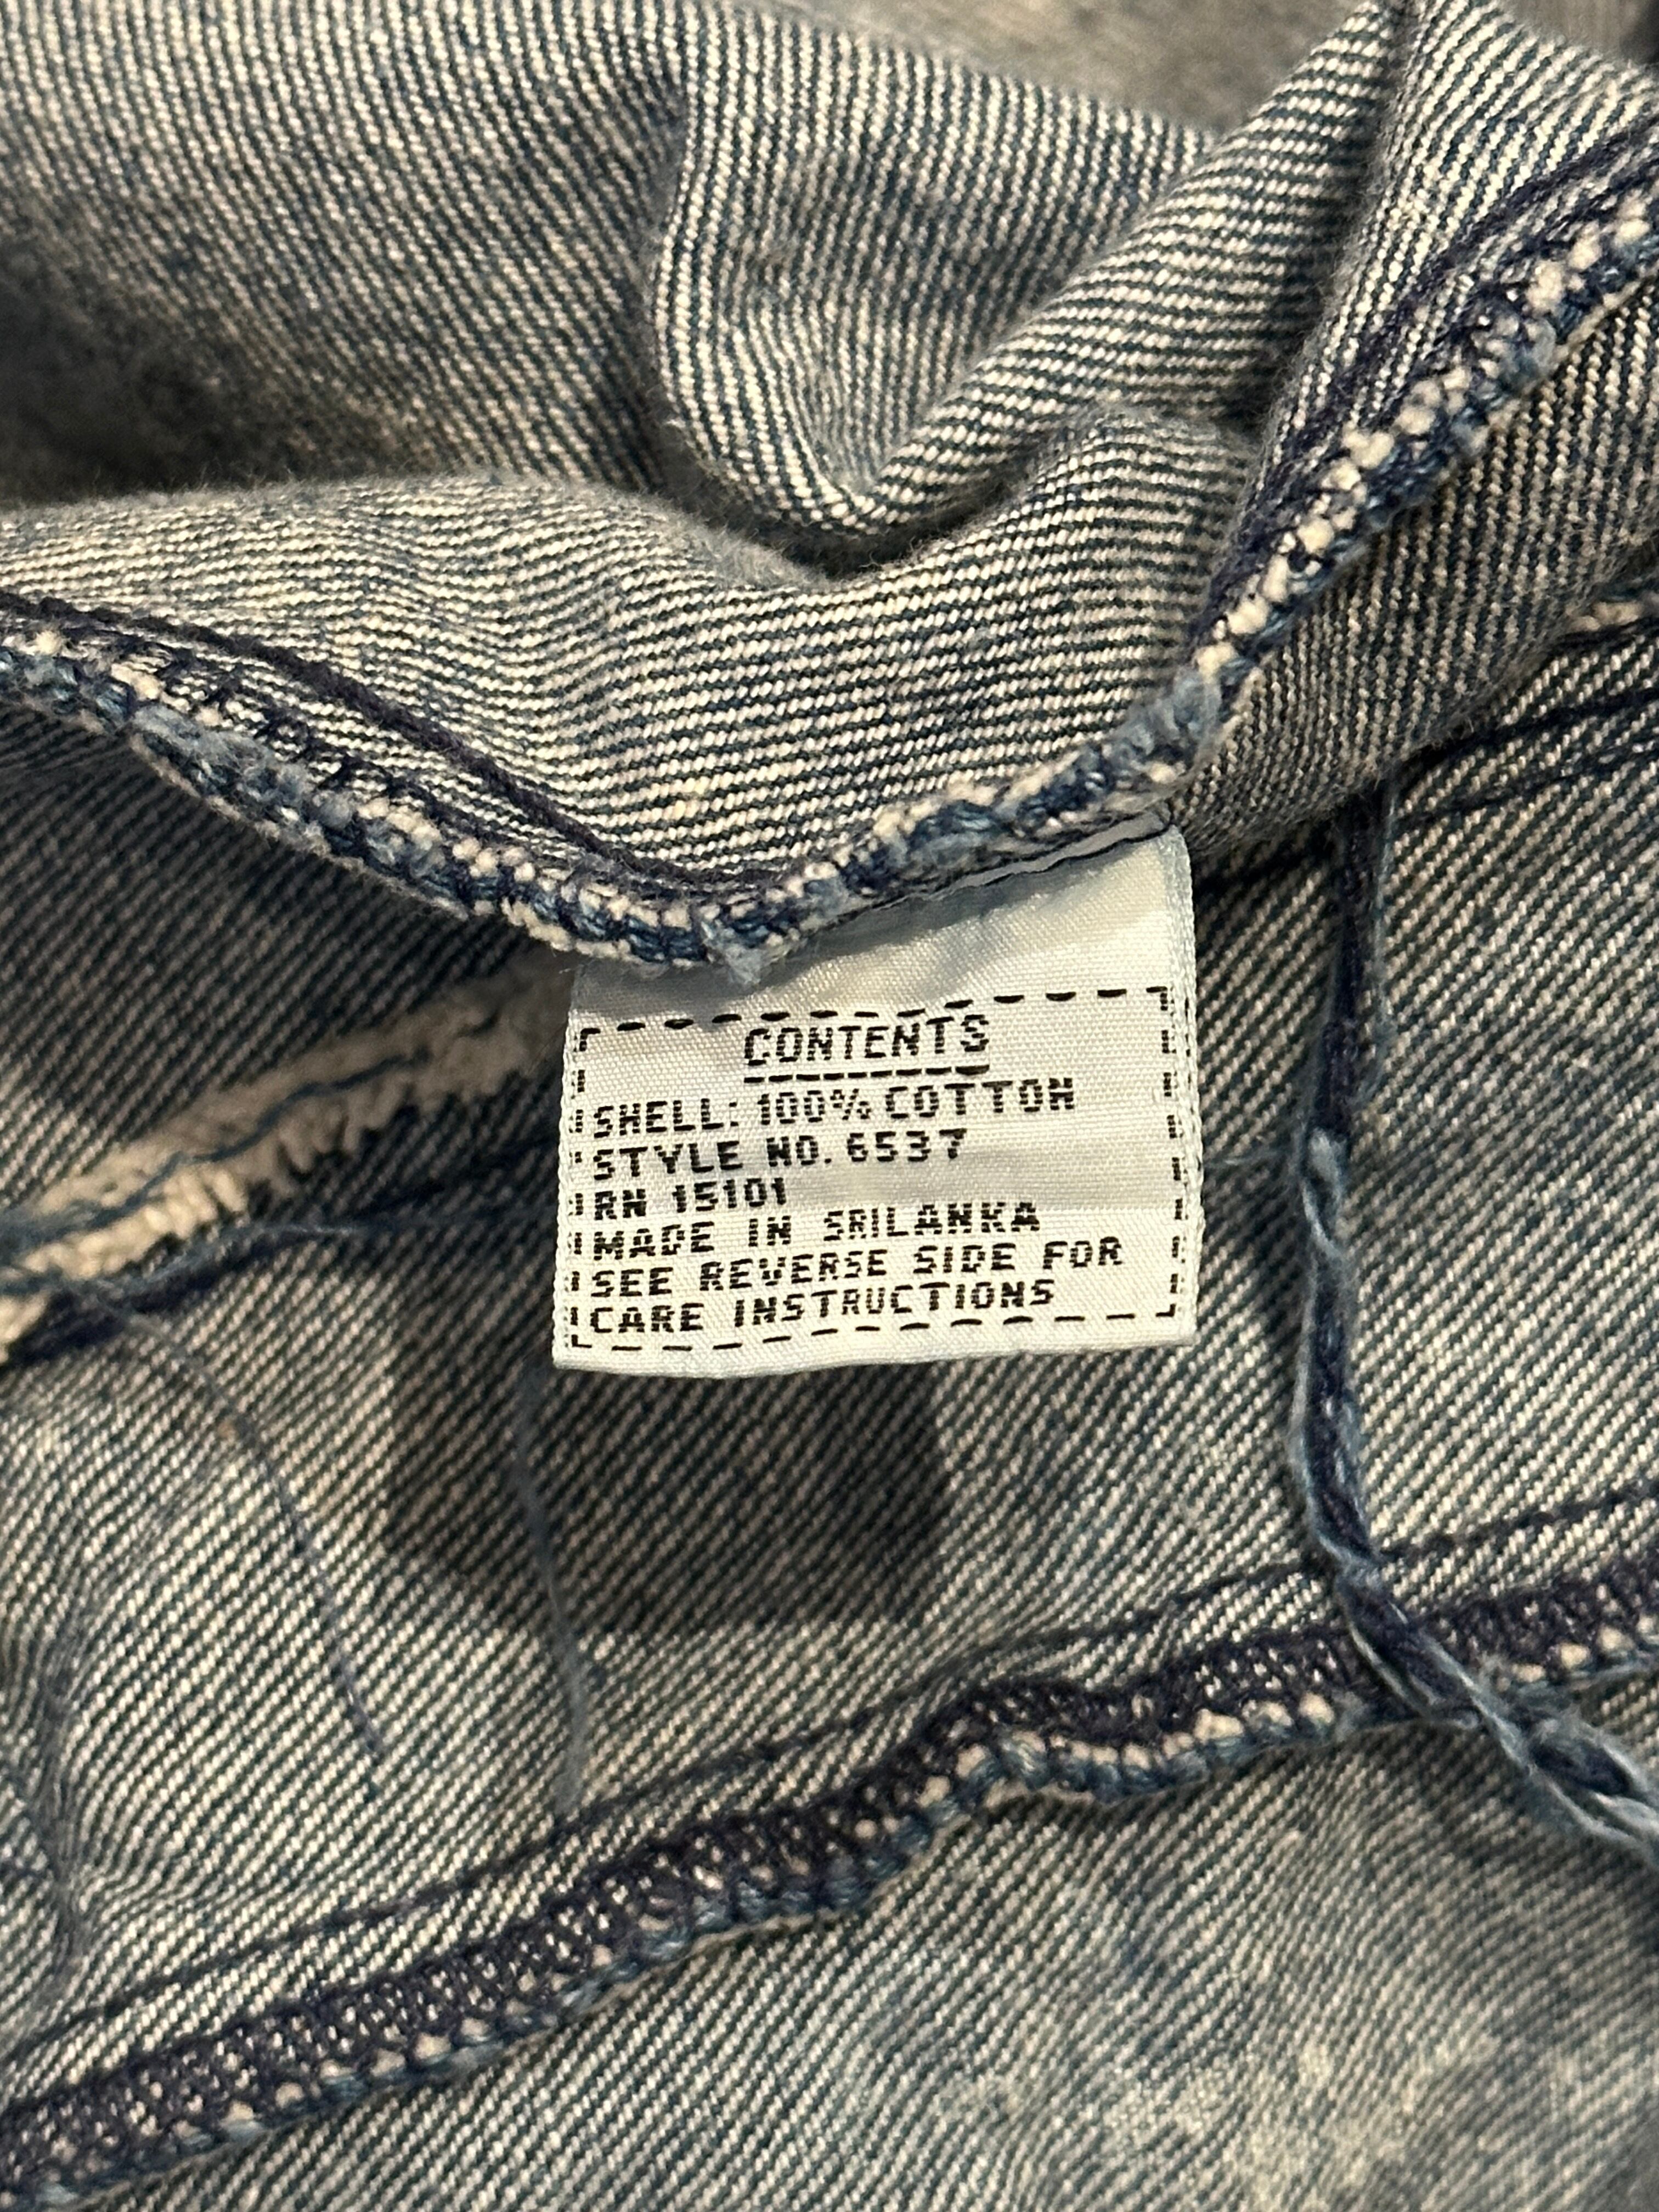 CONTENTS
SHELL: 100% COTTON
STYLE NO. 6537
RN 15101
MADE IN SRILANKA
SEE REVERSE SIDE FOR
CARE INSTRUCTIONS